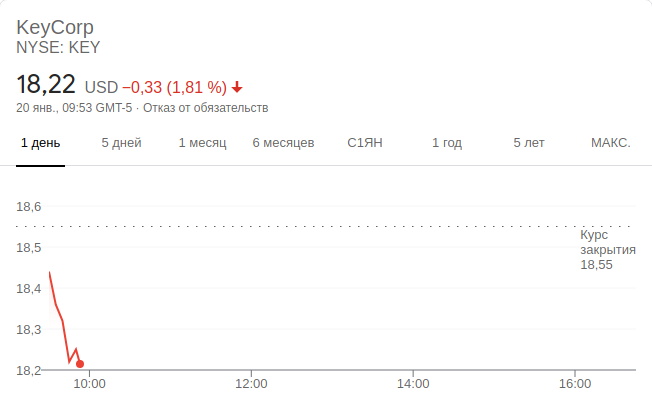 KeyCorp
NYSE: KEY
18,22 USD −0,33 (1,81 %)
20 янв., 09:53 GMT-5 · Отказ от обязательств
1 день 5 дней 1 месяц 6 месяцев С1ЯН 1 год 5 лет МАКС.
18,6
Курс
18,5 закрытия
18,55
18,4
18,3
18,2
10:00 12:00 14:00 16:00